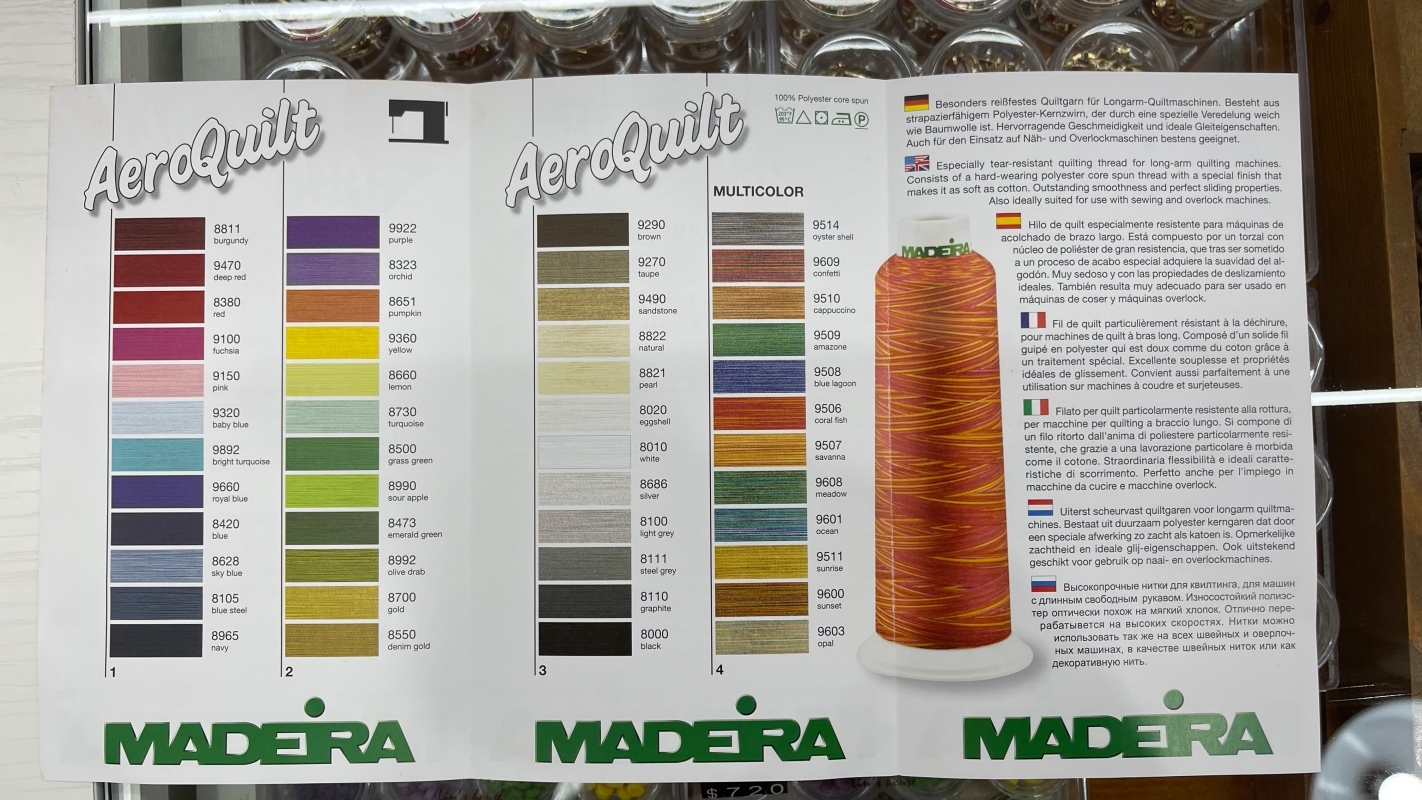 AeroQuilt
8811
burgundy
9470
deep red
8380
red
9100
fuchsia
9150
pink
9320
baby blue
9892
bright turquoise
9660
royal blue
8420
blue
8628
sky blue
8105
blue steel
8965
navy
1
9922
purple
8323
orchid
8651
pumpkin
9360
yellow
8660
lemon
8730
turquoise
8500
grass green
8990
sour apple
8473
emerald green
8992
olive drab
8700
gold
8550
denim gold
2
MADEIRA
AeroQuilt
100% Polyester core spun
203°F
95°C
P
9290
brown
9270
taupe
9490
sandstone
8822
natural
8821
pearl
8020
eggshell
8010
white
8686
silver
8100
light grey
8111
steel grey
8110
graphite
8000
black
3
MULTICOLOR
9514
oyster shell
9609
confetti
9510
cappuccino
9509
amazone
9508
blue lagoon
9506
coral fish
9507
savanna
9608
meadow
9601
ocean
9511
sunrise
9600
sunset
9603
opal
4
MADEIRA
Besonders reißfestes Quiltgarn für Longarm-Quiltmaschinen. Besteht aus
strapazierfähigem Polyester-Kernzwirn, der durch eine spezielle Veredelung weich
wie Baumwolle ist. Hervorragende Geschmeidigkeit und ideale Gleiteigenschaften.
Auch für den Einsatz auf Näh- und Overlockmaschinen bestens geeignet.
Especially tear-resistant quilting thread for long-arm quilting machines.
Consists of a hard-wearing polyester core spun thread with a special finish that
makes it as soft as cotton. Outstanding smoothness and perfect sliding properties.
Also ideally suited for use with sewing and overlock machines.
Hilo de quilt especialmente resistente para máquinas de
acolchado de brazo largo. Está compuesto por un torzal con
núcleo de poliéster de gran resistencia, que tras ser sometido
a un proceso de acabo especial adquiere la suavidad del al-
godón. Muy sedoso y con las propiedades de deslizamiento
ideales. También resulta muy adecuado para ser usado en
máquinas de coser y máquinas overlock.
Fil de quilt particulièrement résistant à la déchirure,
pour machines de quilt à bras long. Composé d'un solide fil
guipé en polyester qui est doux comme du coton grâce à
un traitement spécial. Excellente souplesse et propriétés
idéales de glissement. Convient aussi parfaitement à une
utilisation sur machines à coudre et surjeteuses.
Filato per quilt particolarmente resistente alla rottura,
per macchine per quilting a braccio lungo. Si compone di
un filo ritorto dall'anima di poliestere particolarmente resi-
stente, che grazie a una lavorazione particolare è morbida
come il cotone. Straordinaria flessibilità e ideali caratte-
ristiche di scorrimento. Perfetto anche per l'impiego in
macchine da cucire e macchine overlock.
Uiterst scheurvast quiltgaren voor longarm quiltma-
chines. Bestaat uit duurzaam polyester kerngaren dat door
een speciale afwerking zo zacht als katoen is. Opmerkelijke
zachtheid en ideale glij-eigenschappen. Ook uitstekend
geschikt voor gebruik op naai- en overlockmachines.
Высокопрочные нитки для квилтинга, для машин
с длинным свободным рукавом. Износостойкий полиэс-
тер оптически похож на мягкий хлопок. Отлично пере-
рабатывется на высоких скоростях. Нитки можно
использовать так же на всех швейных и оверлоч-
ных машинах, в качестве швейных ниток или как
декоративную нить.
MADEIRA
MADEIRA
$720